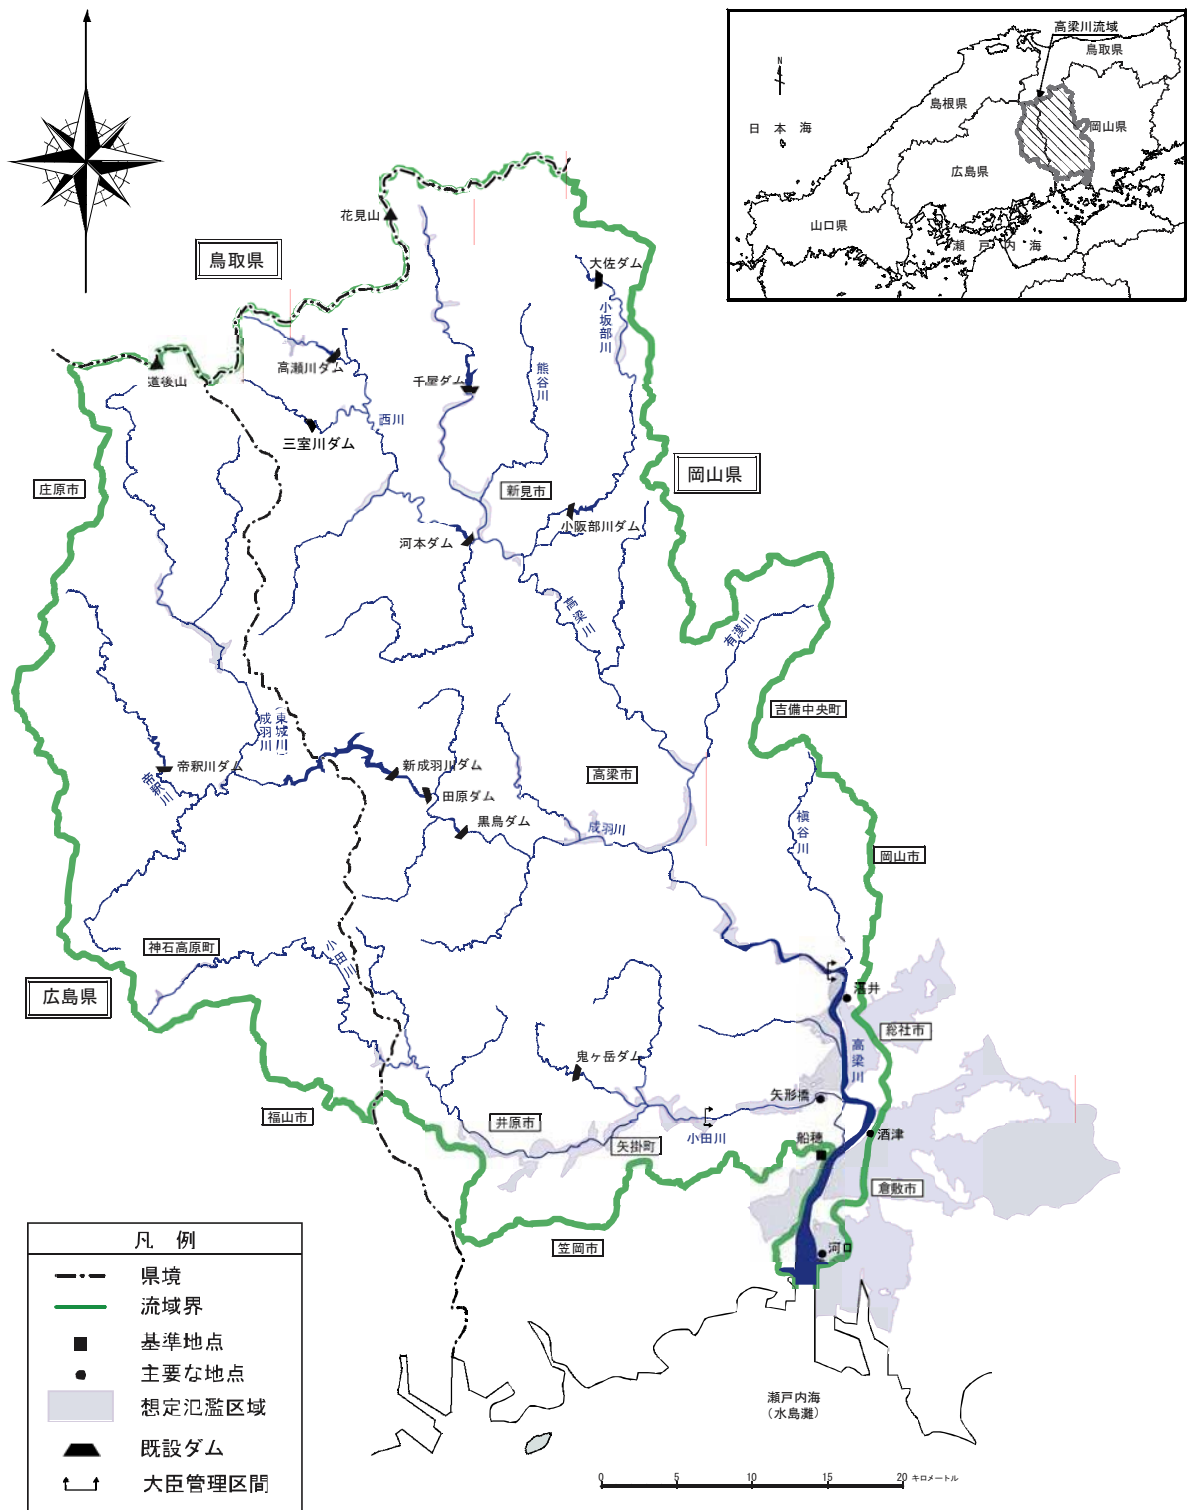 高梁川流域
鳥取県
N
島根県
日本海
岡山県
広島県
山口県
瀬戸内海
花見山
鳥取県
大佐ダム
小坂部川
高瀬川ダム
道後山
千屋ダム
熊谷川
西川
三室川ダム
岡山県
庄原市
新見市
小阪部川ダム
河本ダム
高梁川
有漢川
吉備中央町
成羽川
(東城川)
帝釈川ダム
帝釈川
新成羽川ダム
高梁市
田原ダム
黒鳥ダム
成羽川
槇谷川
岡山市
神石高原町
小田川
広島県
湛井
総社市
高梁川
鬼ヶ岳ダム
矢形橋
福山市
井原市
矢掛町
小田川
船穂
酒津
倉敷市
笠岡市
河口
凡例
県境
流域界
基準地点
主要な地点
想定氾濫区域
既設ダム
大臣管理区間
瀬戸内海
(水島灘)
0 5 10 15 20 キロメートル